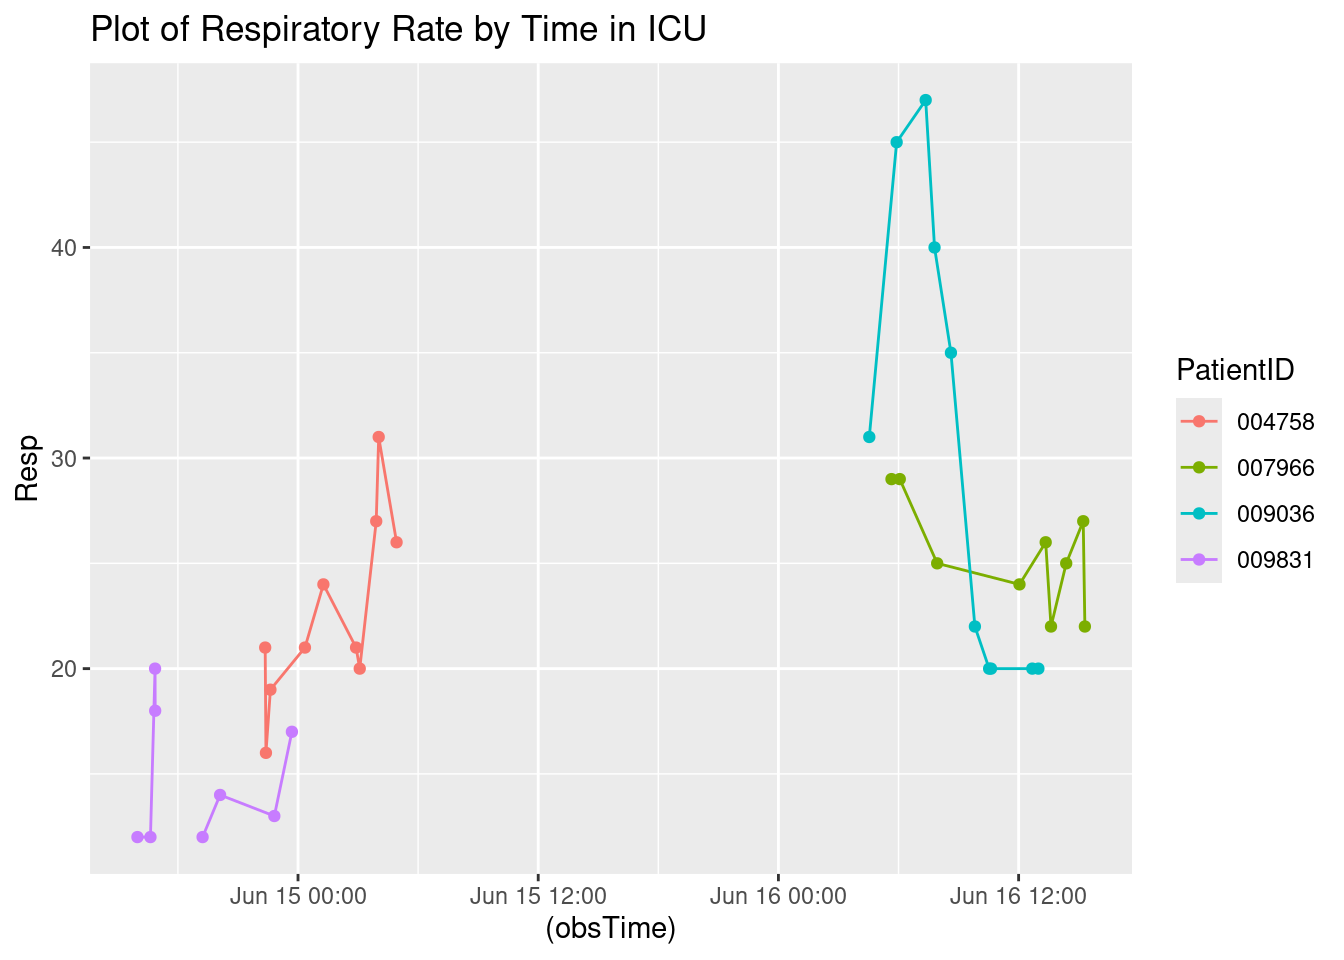 Plot of Respiratory Rate by Time in ICU
Resp
40
30
20
Jun 15 00:00
Jun 15 12:00
Jun 16 00:00
Jun 16 12:00
(obsTime)
PatientID
004758
007966
009036
009831